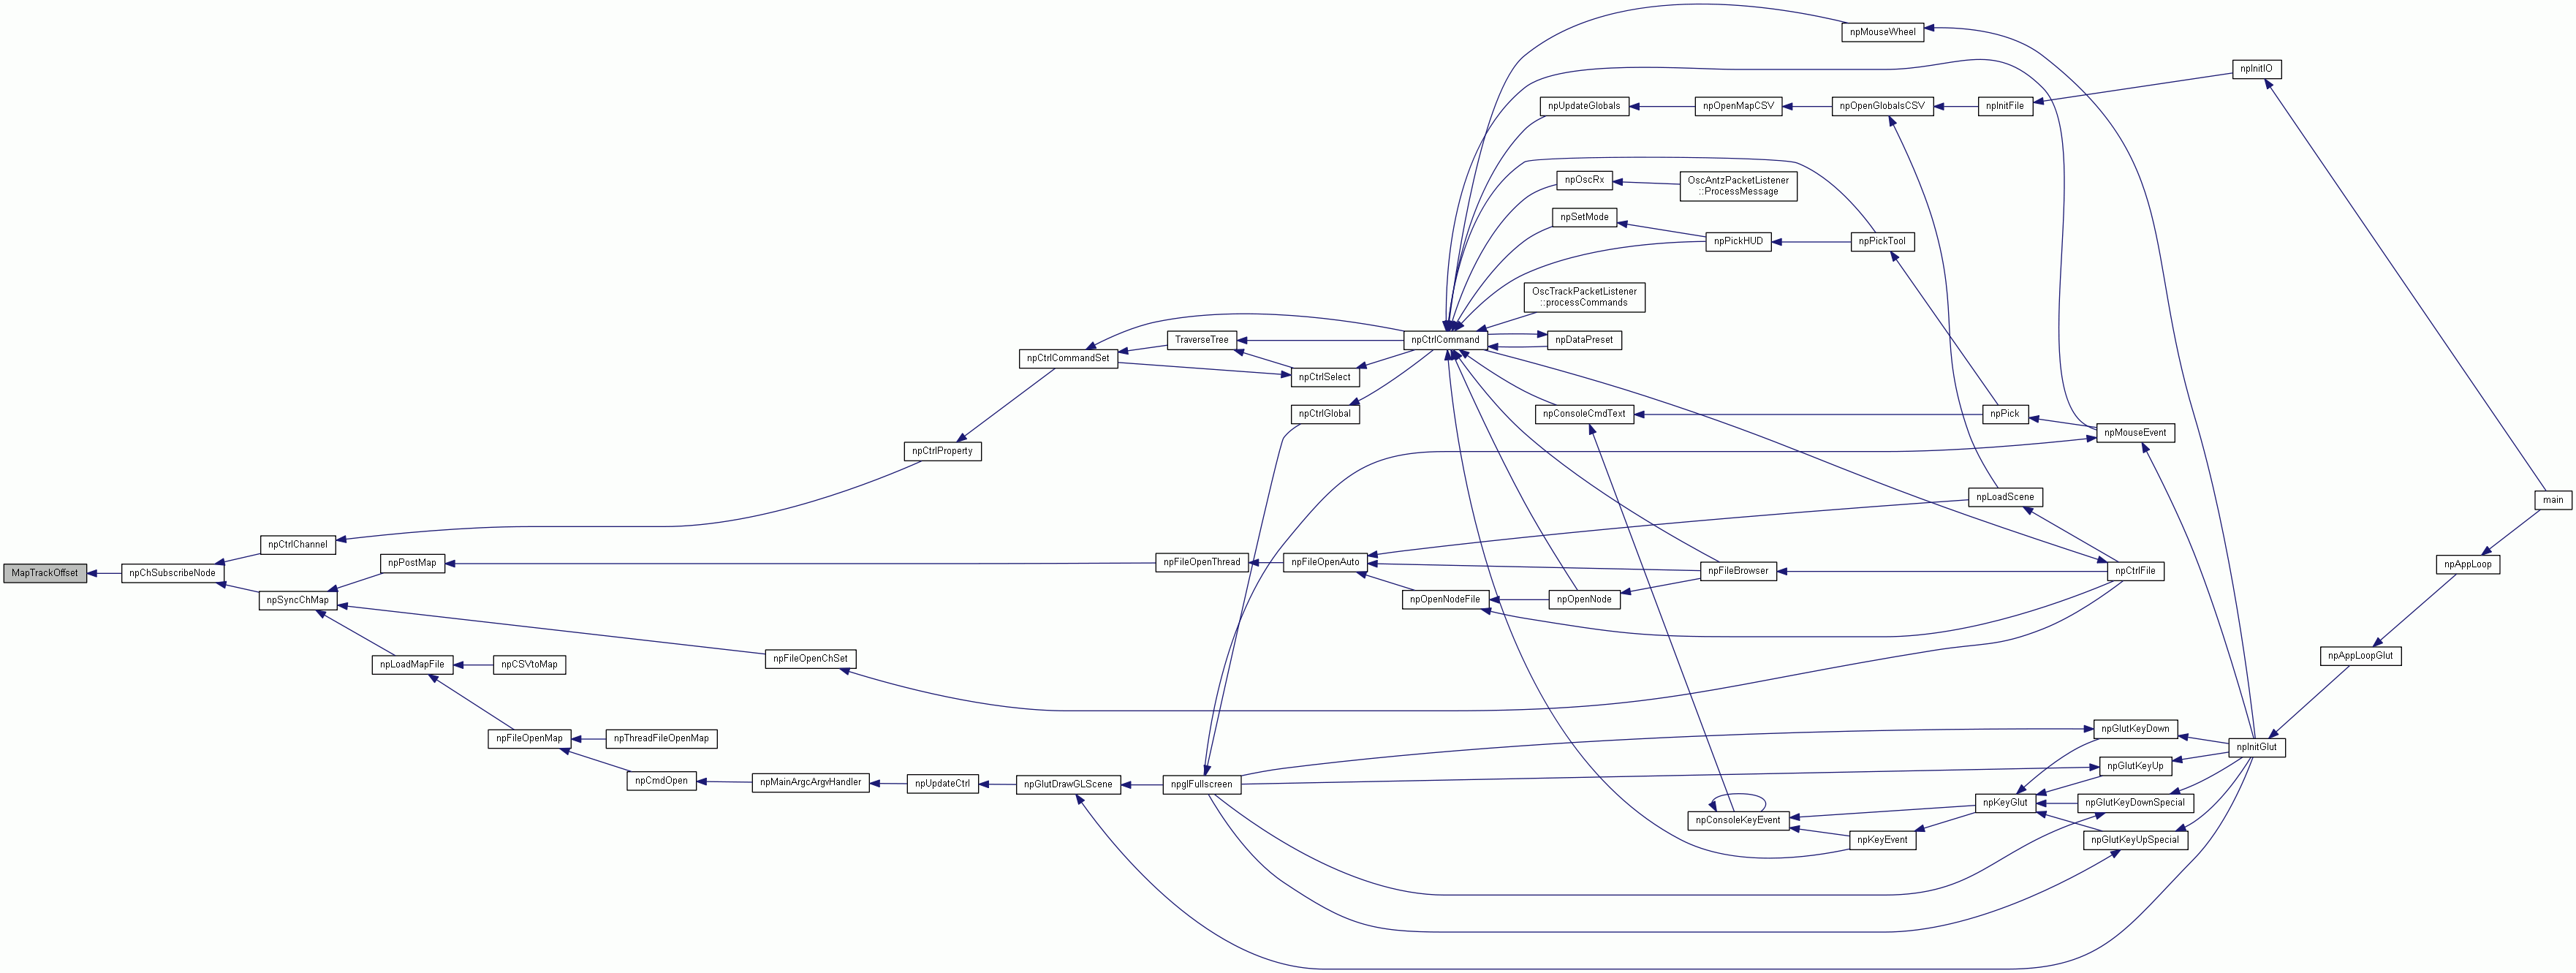 npMouseWheel
npInitIO
npUpdateGlobals
npOpenMapCSV
npOpenGlobalsCSV
npInitFile
npOscRx
OscAntzPacketListener
::ProcessMessage
npSetMode
npPickHUD
npPickTool
OscTrackPacketListener
::processCommands
TraverseTree
npCtrlCommand
npDataPreset
npCtrlCommandSet
npCtrlSelect
npCtrlGlobal
npConsoleCmdText
npPick
npMouseEvent
npCtrlProperty
npLoadScene
main
npCtrlChannel
npPostMap
npFileOpenThread
npFileOpenAuto
npAppLoop
MapTrackOffset
npChSubscribeNode
npFileBrowser
npCtrlFile
npSyncChMap
npOpenNodeFile
npOpenNode
npAppLoopGlut
npFileOpenChSet
npLoadMapFile
npCSVtoMap
npGlutKeyDown
npFileOpenMap
npThreadFileOpenMap
npInitGlut
npGlutKeyUp
npCmdOpen
npMainArgcArgvHandler
npUpdateCtrl
npGlutDrawGLScene
npglFullscreen
npKeyGlut
npGlutKeyDownSpecial
npConsoleKeyEvent
npKeyEvent
npGlutKeyUpSpecial